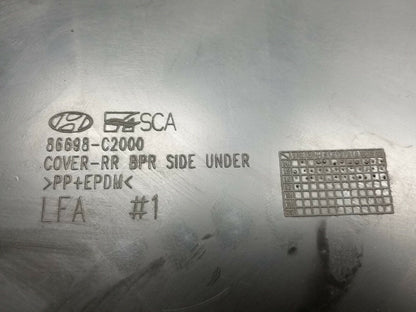 SCA
86698-C2000
COVER-RR BPR SIDE UNDER
>PP+EPDM<
LFA #1